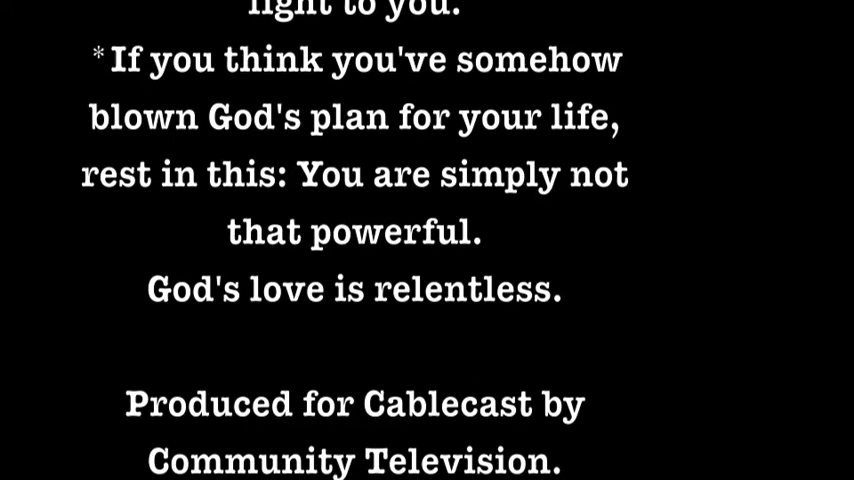 light to you.
*If you think you've somehow
blown God's plan for your life,
rest in this: You are simply not
that powerful.
God's love is relentless.
Produced for Cablecast by
Community Television.